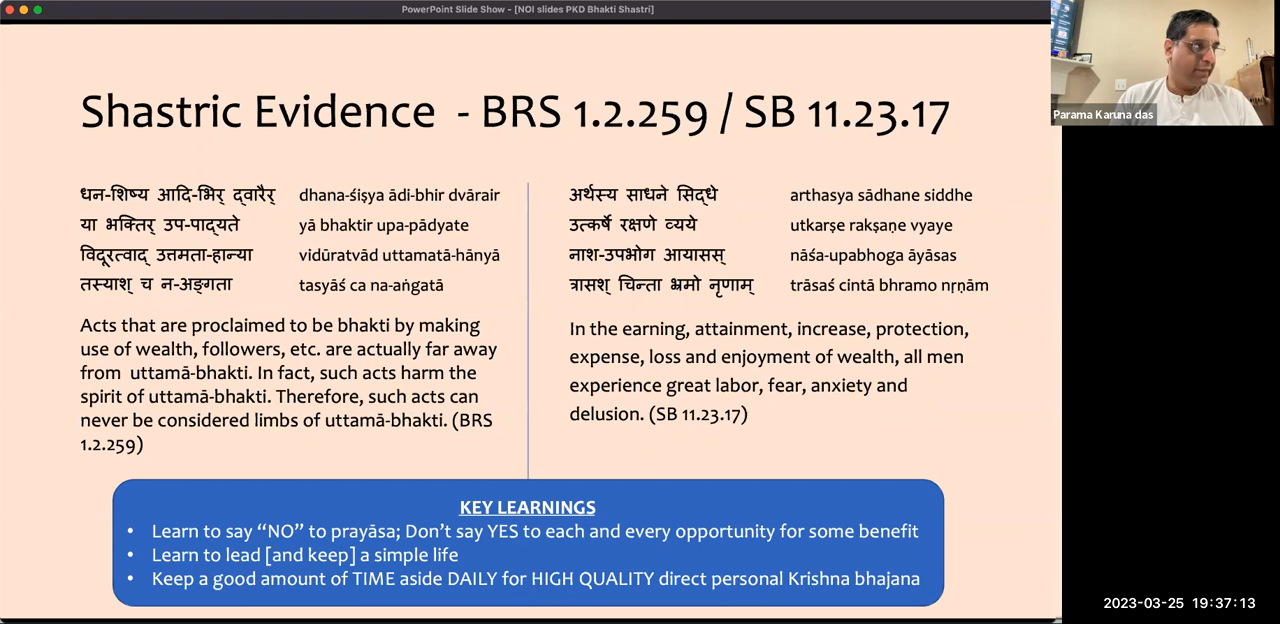 PowerPoint Slide Show - [NOI slides PKD Bhakti Shastri]
Shastric Evidence - BRS 1.2.259 / SB 11.23.17
धन-शिष्य आदि-भिर् द्वारैर्
या भक्तिर् उप-पाद्यते
विदूरत्वाद् उत्तमता-हान्या
तस्याश् च न-अङ्गता
dhana-śiṣya ādi-bhir dvārair
yā bhaktir upa-pādyate
vidūratvād uttamatā-hānyā
tasyāś ca na-aṅgatā
Acts that are proclaimed to be bhakti by making
use of wealth, followers, etc. are actually far away
from uttamā-bhakti. In fact, such acts harm the
spirit of uttamā-bhakti. Therefore, such acts can
never be considered limbs of uttamā-bhakti. (BRS
1.2.259)
अर्थस्य साधने सिद्धे
उत्कर्षे रक्षणे व्यये
नाश-उपभोग आयासस्
त्रासश् चिन्ता भ्रमो नृणाम्
arthasya sādhane siddhe
utkarṣe rakṣaṇe vyaye
nāśa-upabhoga āyāsas
trāsaś cintā bhramo nṛṇām
In the earning, attainment, increase, protection,
expense, loss and enjoyment of wealth, all men
experience great labor, fear, anxiety and
delusion. (SB 11.23.17)
KEY LEARNINGS
• Learn to say “NO” to prayāsa; Don’t say YES to each and every opportunity for some benefit
• Learn to lead [and keep] a simple life
• Keep a good amount of TIME aside DAILY for HIGH QUALITY direct personal Krishna bhajana
Parama Karuna das
2023-03-25 19:37:13